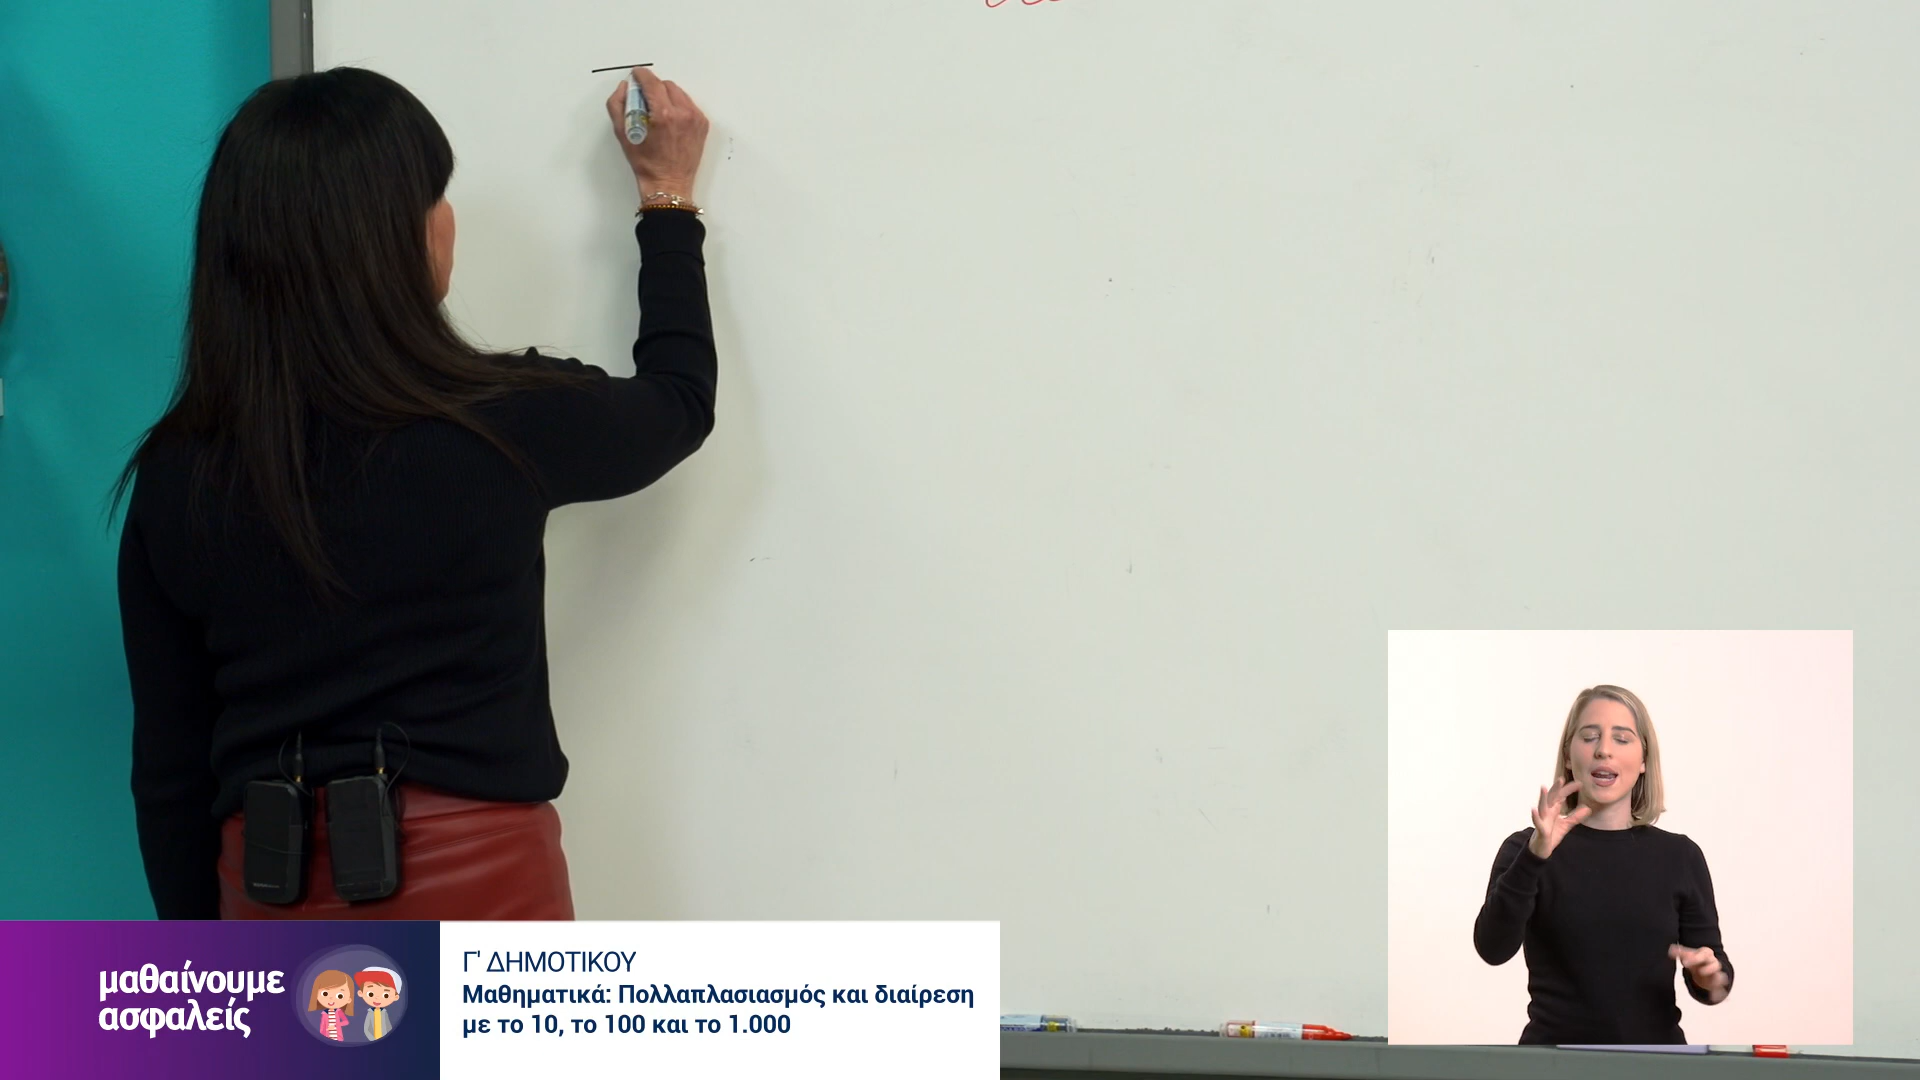 μαθαίνουμε
ασφαλείς
Γ' ΔΗΜΟΤΙΚΟΥ
Μαθηματικά: Πολλαπλασιασμός και διαίρεση
με το 10, το 100 και το 1.000